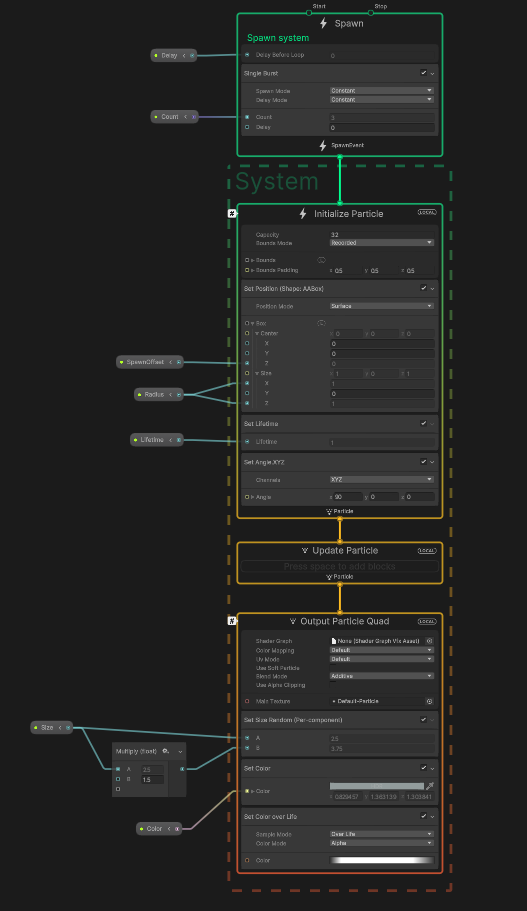 Start Stop
Spawn
Spawn system
Delay
Delay Before Loop 0
Single Burst
Spawn Mode Constant
Delay Mode Constant
Count
Count 3
Delay 0
SpawnEvent
System
# Initialize Particle LOCAL
Capacity 32
Bounds Mode Recorded
Bounds L
Bounds Padding x 0.5 Y 0.5 z 0.5
Set Position (Shape: AABox)
Position Mode Surface
Box L
Center x 0 Y 0 z 0
X 0
Y 0
SpawnOffset
Z 0
Size x 1 Y 0 z 1
X 1
Radius
Y 0
Z 1
Set Lifetime
Lifetime
Lifetime 1
Set Angle.XYZ
Channels XYZ
Angle x 90 Y 0 z 0
Particle
Update Particle LOCAL
Press space to add blocks
Particle
# Output Particle Quad LOCAL
Shader Graph None (Shader Graph Vfx Asset)
Color Mapping Default
Uv Mode Default
Use Soft Particle
Blend Mode Additive
Use Alpha Clipping
Main Texture Default-Particle
Set Size Random (Per-component)
Size
A 2.5
B 3.75
Multiply (float)
A 2.5
B 1.5
Set Color
Color
X 0.629457 Y 1.363139 Z 1.303841
Color
Set Color over Life
Sample Mode Over Life
Color Mode Alpha
Color